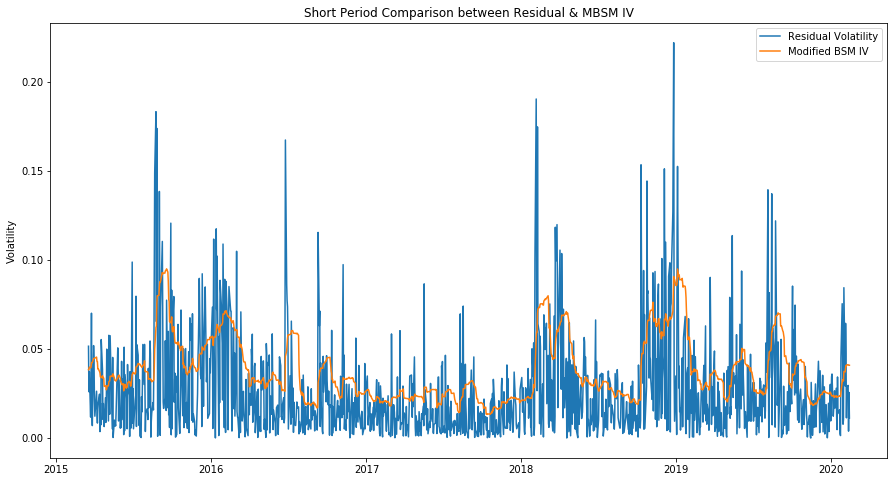 Short Period Comparison between Residual & MBSM IV
Residual Volatility
Modified BSM IV
Volatility
0.20
0.15
0.10
0.05
0.00
2015
2016
2017
2018
2019
2020